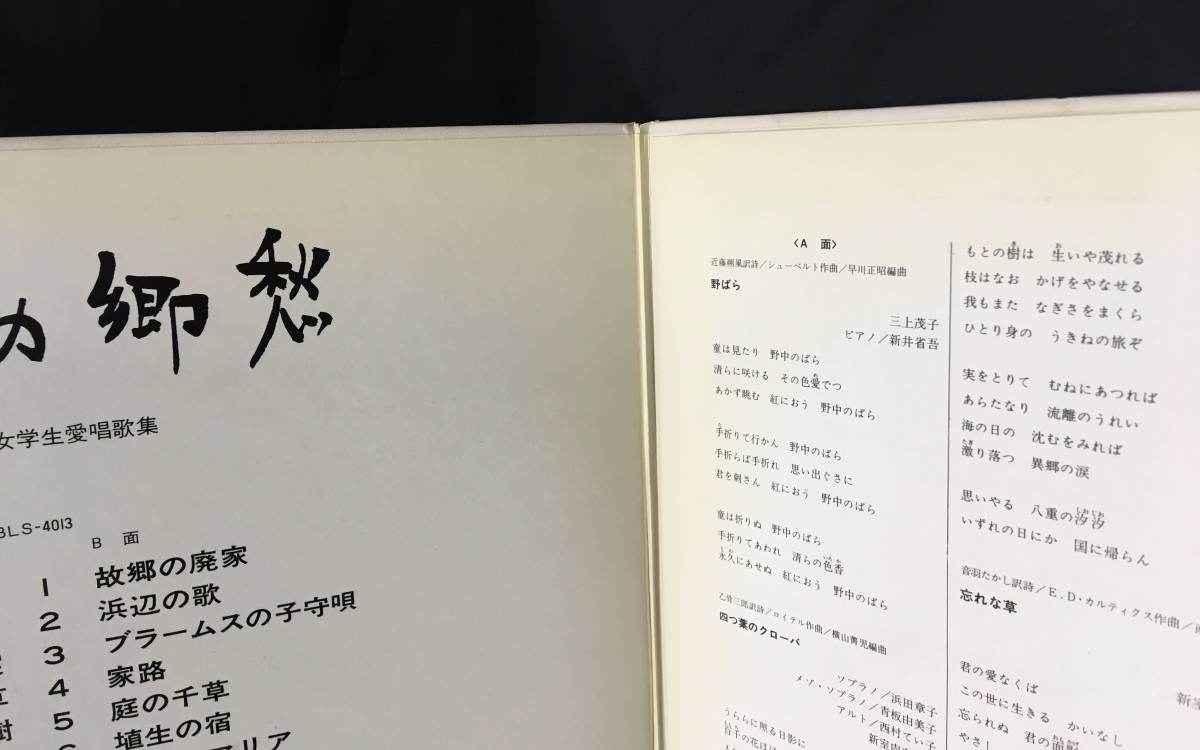 郷愁
女学生愛唱歌集
BLS-4013
B 面
1 故郷の廃家
2 浜辺の歌
3 ブラームスの子守唄
4 家路
5 庭の千草
埴生の宿
アリア
〈A 面〉
近藤朔風訳詩/シューベルト作曲/早川正昭編曲
野ばら
三上茂子
ピアノ/新井省吾
童は見たり 野中のばら
清らに咲ける その色愛でつ
あかず眺む 紅におう 野中のばら
手折りて行かん 野中のばら
手折らば手折れ 思い出ぐさに
君を刺さん 紅におう 野中のばら
童は折りぬ 野中のばら
手折りてあわれ 清らの色香
永久にあせぬ 紅におう 野中のばら
乙骨三郎訳詩/ロイテル作曲/横山菁児編曲
四つ葉のクローバ
ソプラノ/浜田章子
メゾ・ソプラノ/青板由美子
アルト/西村てい子
新室内
うららに照る日影に
百千の花
もとの樹は 生いや茂れる
枝はなお かげをやなせる
我もまた なぎさをまくら
ひとり身の うきねの旅ぞ
実をとりて むねにあつれば
あらたなり 流離のうれい
海の日の 沈むをみれば
激り落つ 異郷の涙
思いやる 八重の汐汐
いずれの日にか 国に帰らん
音羽たかし訳詩/E.D・カルティクス作曲/
忘れな草
新室
君の愛なくば
この世に生きる かいなし
忘られぬ 君の面
やさし